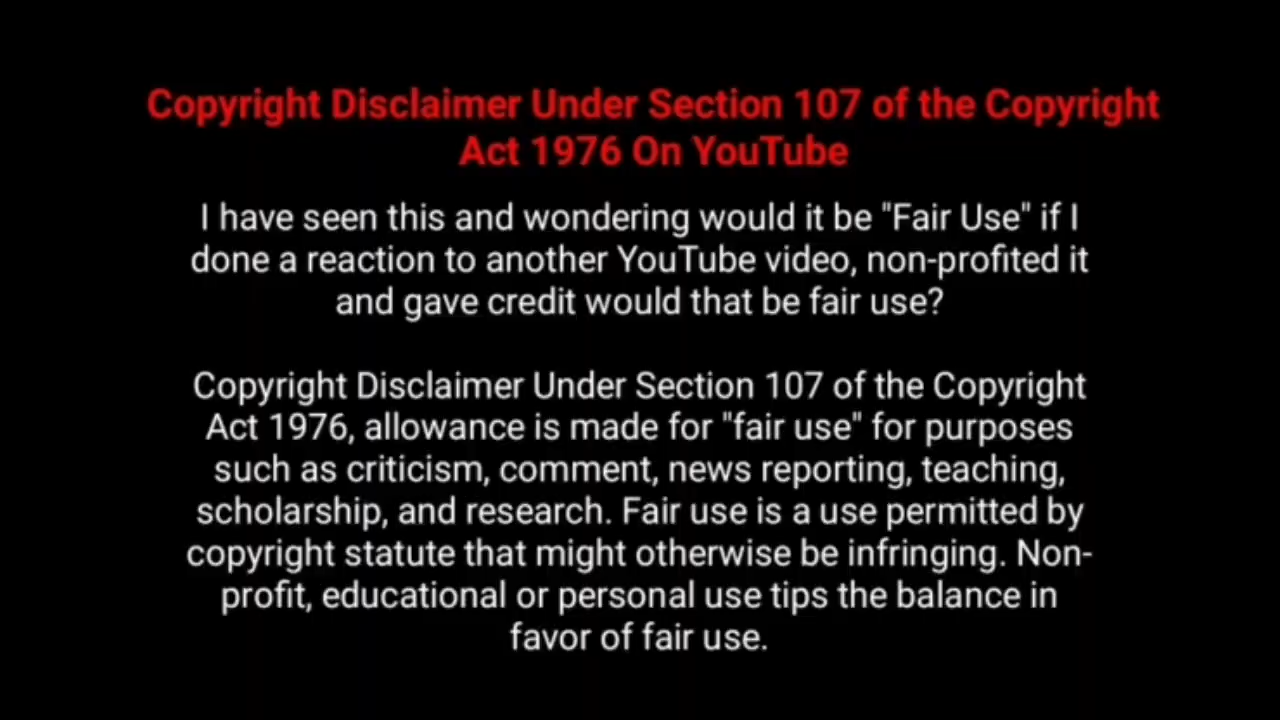 Copyright Disclaimer Under Section 107 of the Copyright
Act 1976 On YouTube
I have seen this and wondering would it be "Fair Use" if I
done a reaction to another YouTube video, non-profited it
and gave credit would that be fair use?
Copyright Disclaimer Under Section 107 of the Copyright
Act 1976, allowance is made for "fair use" for purposes
such as criticism, comment, news reporting, teaching,
scholarship, and research. Fair use is a use permitted by
copyright statute that might otherwise be infringing. Non-
profit, educational or personal use tips the balance in
favor of fair use.